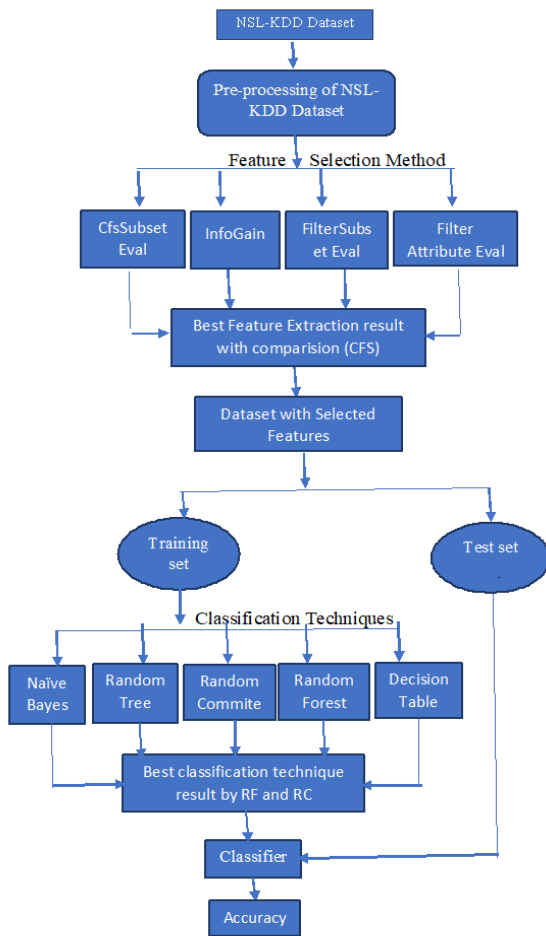 NSL-KDD Dataset
Pre-processing of NSL-
KDD Dataset
Feature Selection Method
CfsSubset
Eval
InfoGain
FilterSubs
et Eval
Filter
Attribute Eval
Best Feature Extraction result
with comparision (CFS)
Dataset with Selected
Features
Training
set
Test set
Classification Techniques
Naïve
Bayes
Random
Tree
Random
Commite
Random
Forest
Decision
Table
Best classification technique
result by RF and RC
Classifier
Accuracy